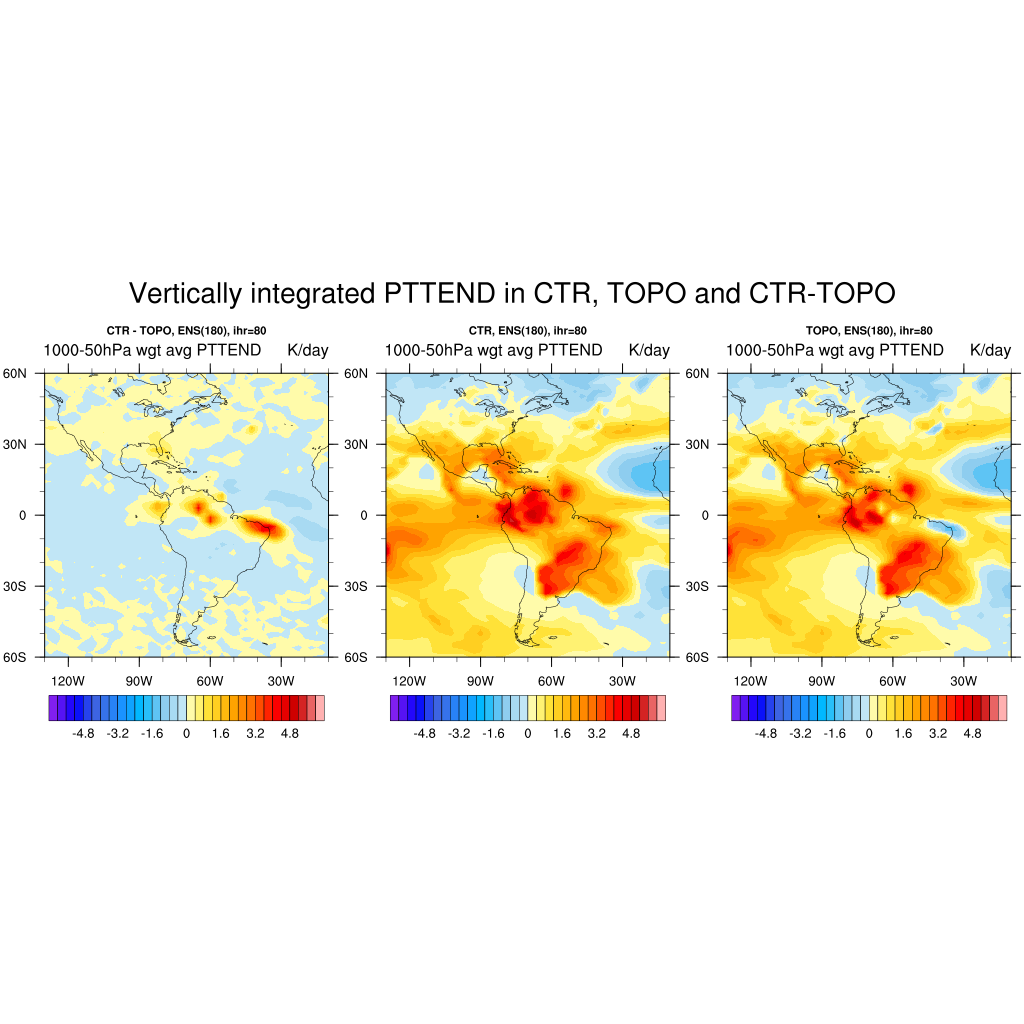 Vertically integrated PTTEND in CTR, TOPO and CTR-TOPO
CTR - TOPO, ENS(180), ihr=80
1000-50hPa wgt avg PTTEND K/day
60N
30N
0
30S
60S
120W 90W 60W 30W
-4.8 -3.2 -1.6 0 1.6 3.2 4.8
CTR, ENS(180), ihr=80
1000-50hPa wgt avg PTTEND K/day
60N
30N
0
30S
60S
120W 90W 60W 30W
-4.8 -3.2 -1.6 0 1.6 3.2 4.8
TOPO, ENS(180), ihr=80
1000-50hPa wgt avg PTTEND K/day
60N
30N
0
30S
60S
120W 90W 60W 30W
-4.8 -3.2 -1.6 0 1.6 3.2 4.8